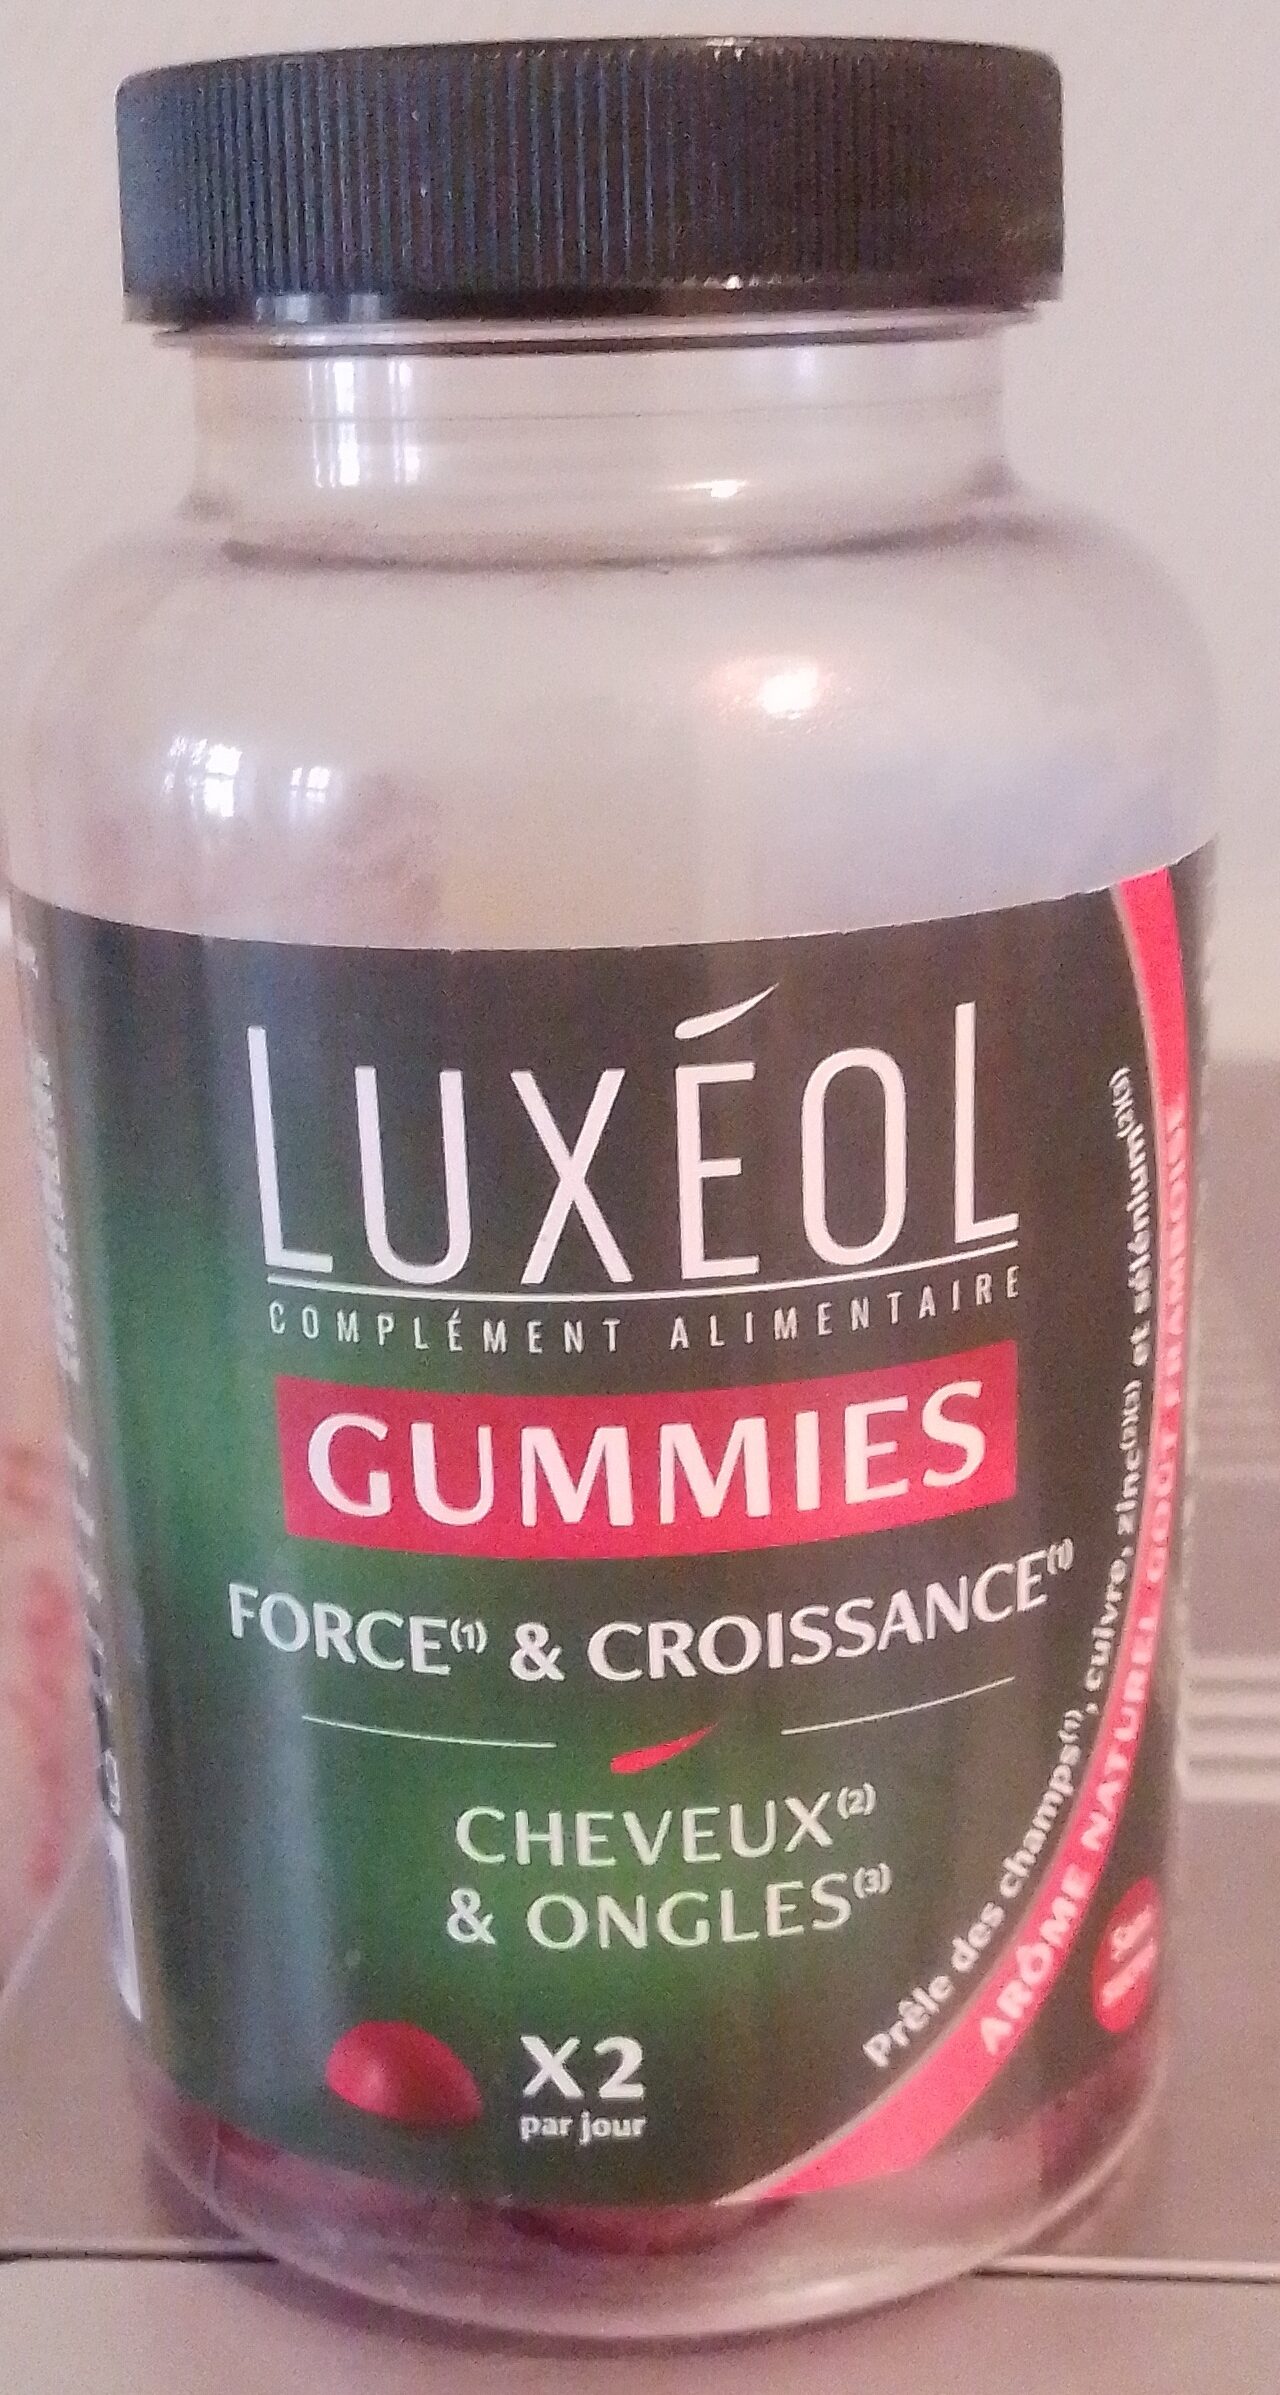 LUXÉOL
COMPLÉMENT ALIMENTAIRE
GUMMIES
FORCE(1) & CROISSANCE(1)
CHEVEUX(2)
& ONGLES(3)
X2
par jour
Prêle des champs(1), cuivre, zinc(2)(3) et sélénium(2)(3)
ARÔME NATUREL GOÛT FRAMBOISE